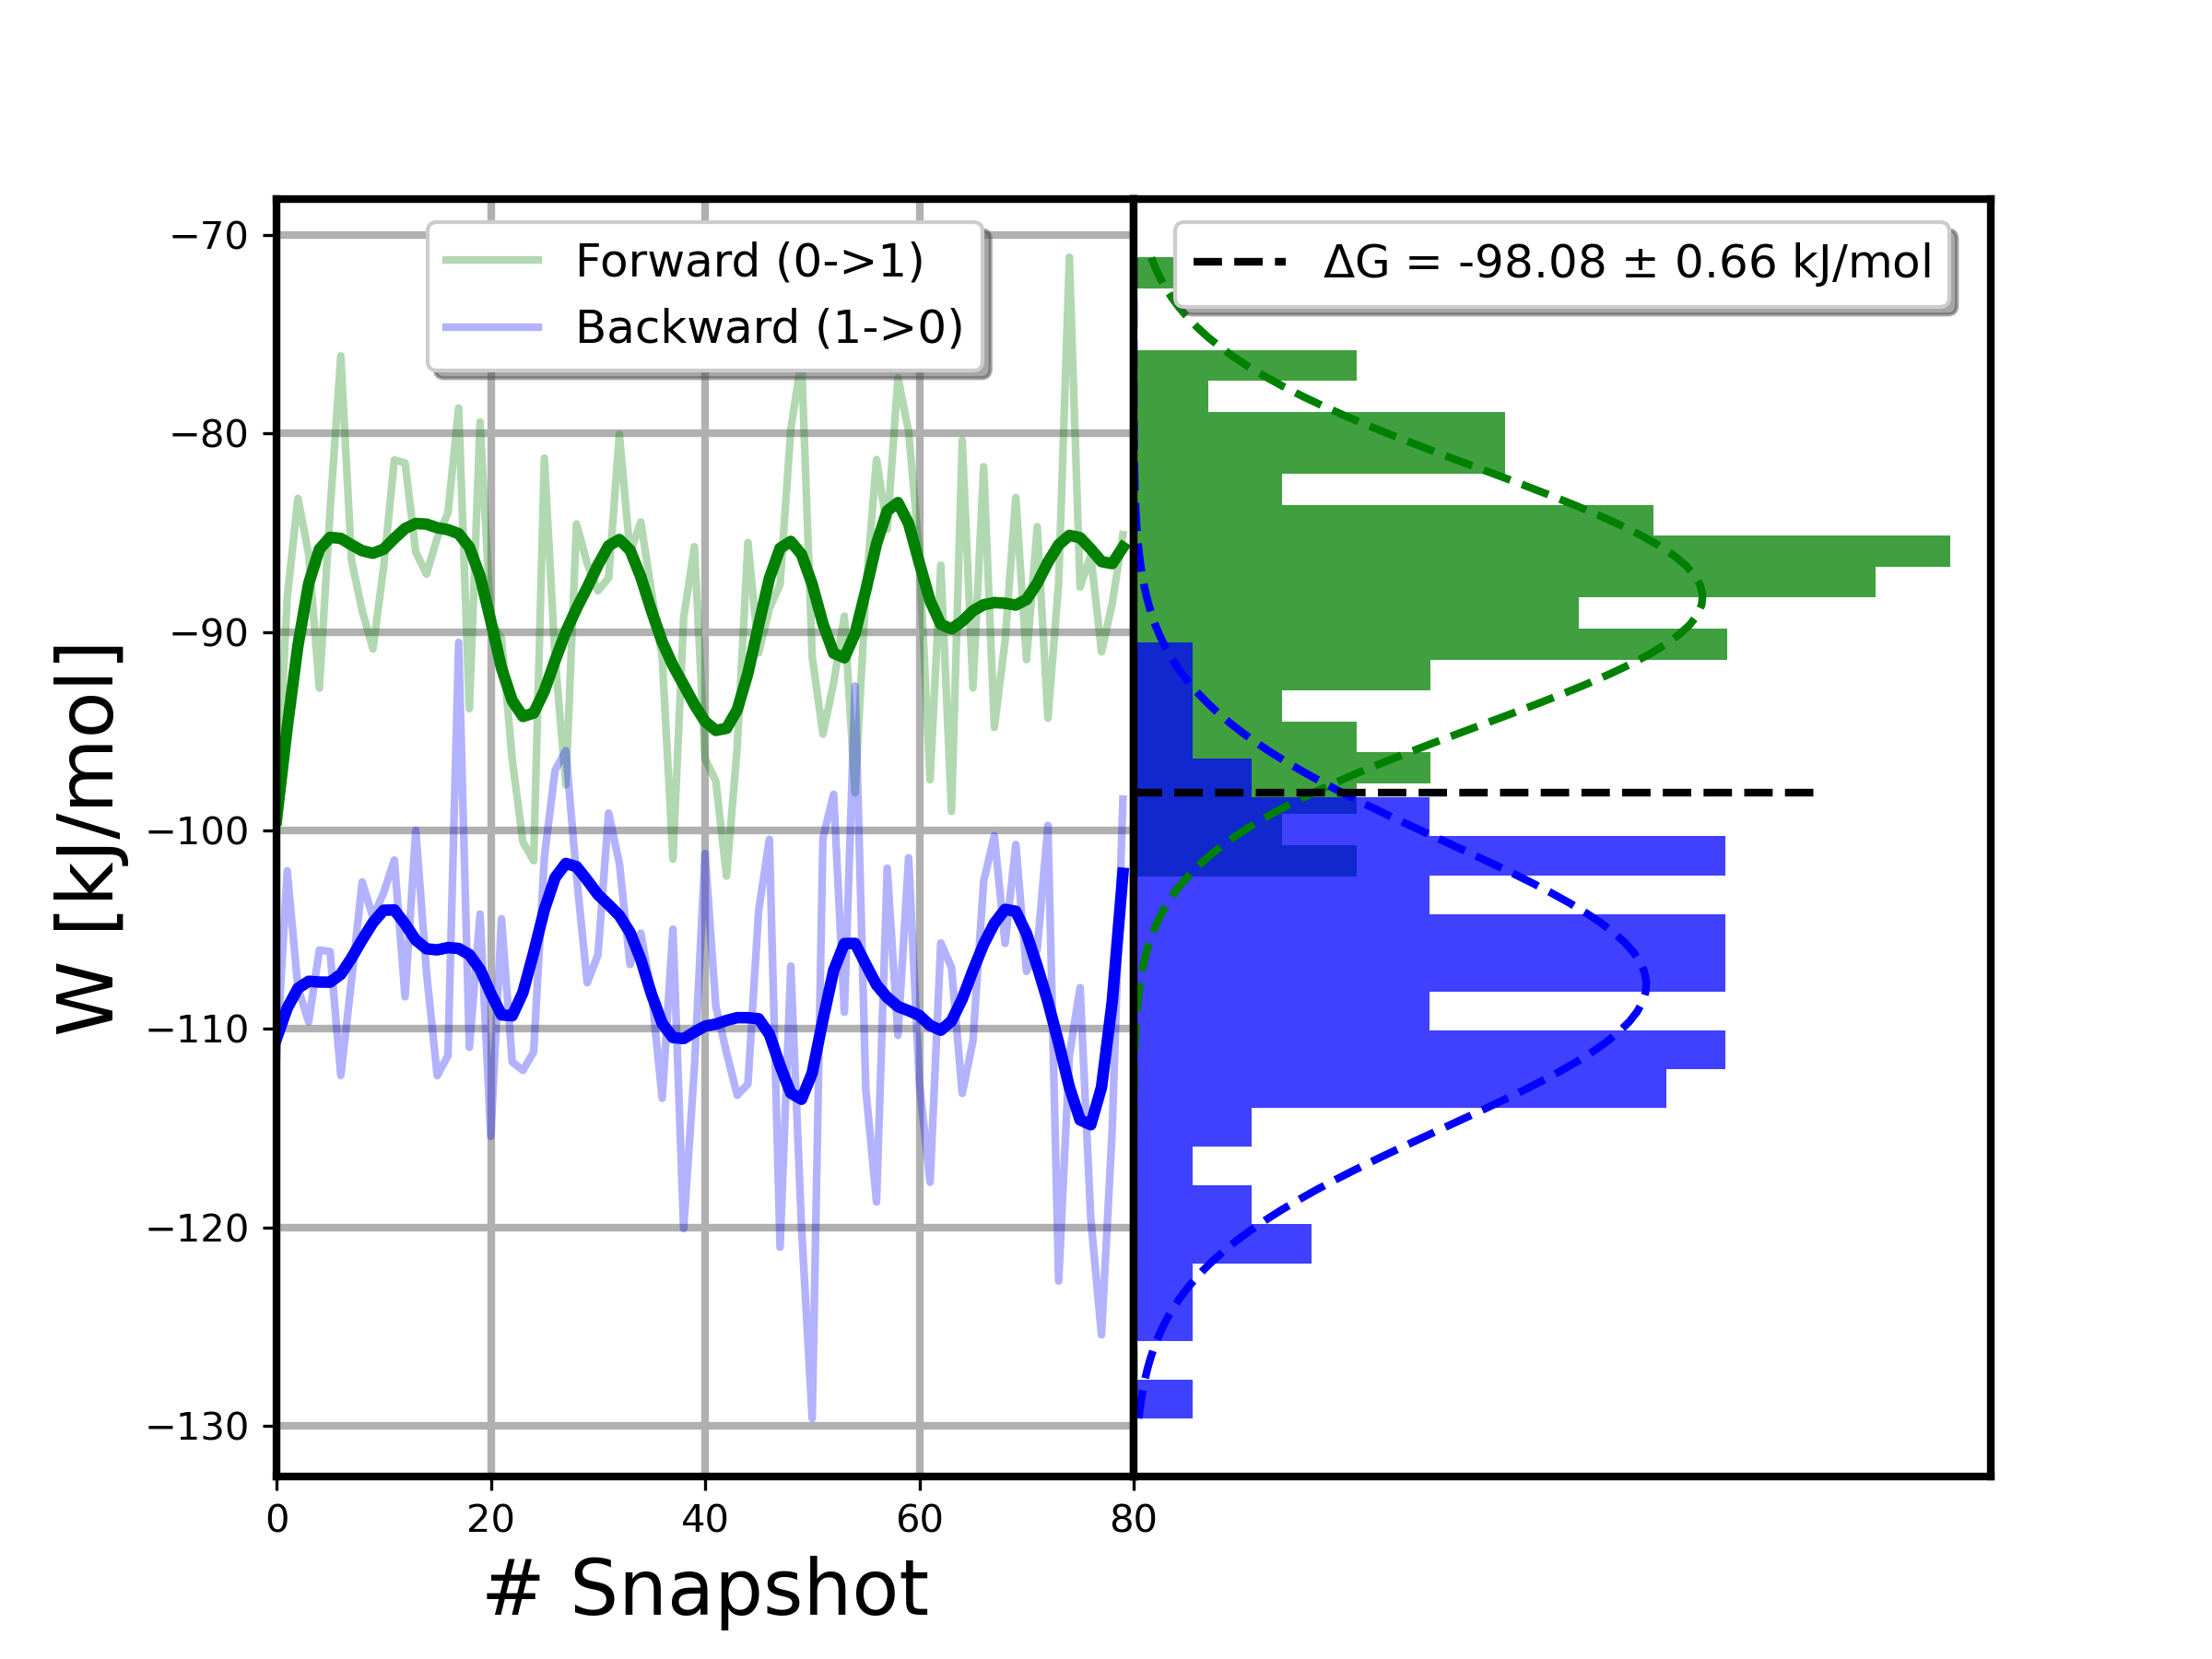 Forward (0->1)
Backward (1->0)
ΔG = -98.08 ± 0.66 kJ/mol
−70
−80
−90
−100
−110
−120
−130
W [kJ/mol]
0 20 40 60 80
# Snapshot